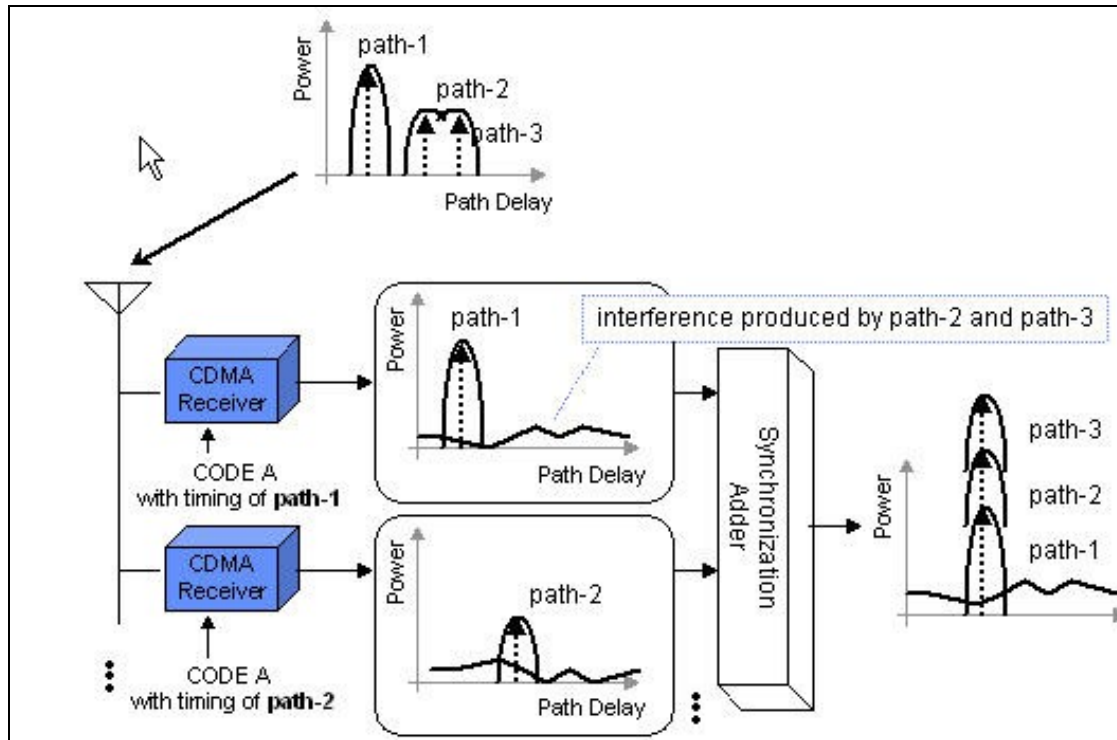 Power
path-1
path-2
path-3
Path Delay
CDMA
Receiver
CODE A
with timing of path-1
Power
path-1
Path Delay
interference produced by path-2 and path-3
CDMA
Receiver
CODE A
with timing of path-2
Power
path-2
Path Delay
Synchronization
Adder
Power
path-3
path-2
path-1